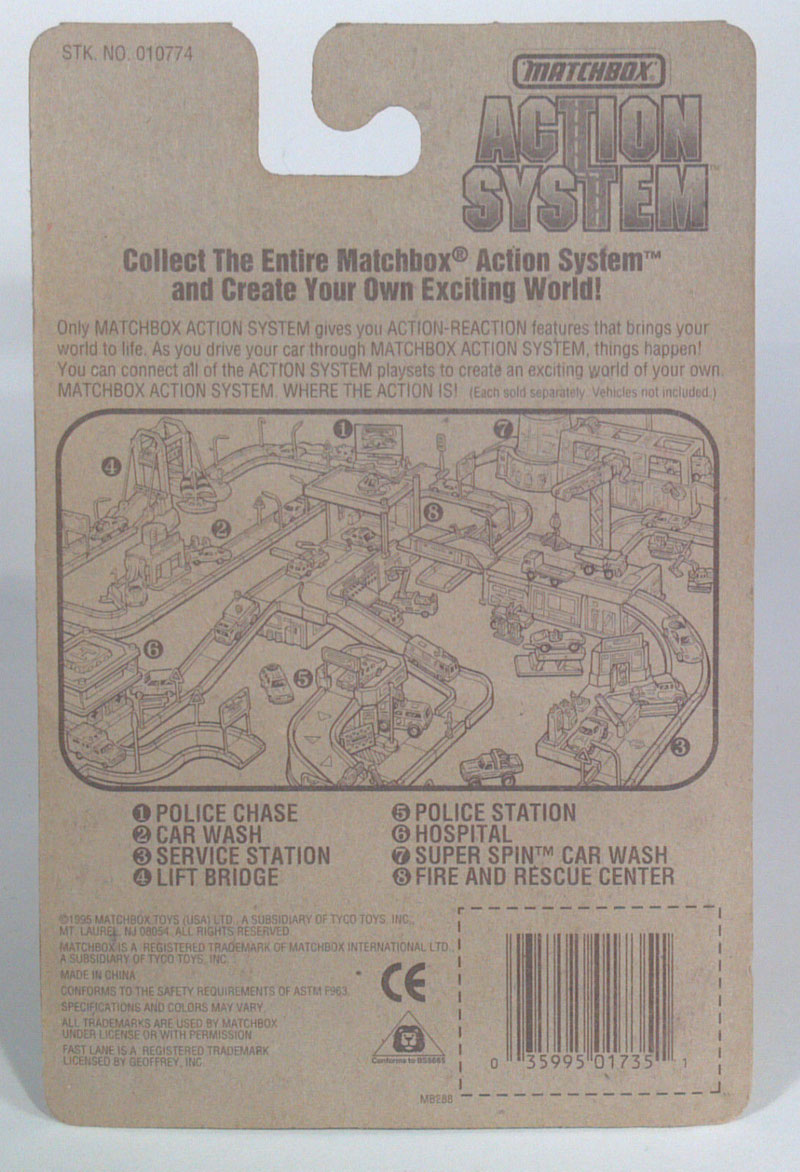 STK. NO. 010774
MATCHBOX®
ACTION
SYSTEM™
Collect The Entire Matchbox® Action System™
and Create Your Own Exciting World!
Only MATCHBOX ACTION SYSTEM gives you ACTION-REACTION features that brings your
world to life. As you drive your car through MATCHBOX ACTION SYSTEM, things happen!
You can connect all of the ACTION SYSTEM playsets to create an exciting world of your own.
MATCHBOX ACTION SYSTEM. WHERE THE ACTION IS! (Each sold separately. Vehicles not included.)
1
7
4
2
8
6
5
3
❶ POLICE CHASE
❷ CAR WASH
❸ SERVICE STATION
❹ LIFT BRIDGE
❺ POLICE STATION
❻ HOSPITAL
❼ SUPER SPIN™ CAR WASH
❽ FIRE AND RESCUE CENTER
©1995 MATCHBOX TOYS (USA) LTD., A SUBSIDIARY OF TYCO TOYS, INC.,
MT. LAUREL, NJ 08054. ALL RIGHTS RESERVED.
MATCHBOX IS A REGISTERED TRADEMARK OF MATCHBOX INTERNATIONAL LTD.,
A SUBSIDIARY OF TYCO TOYS, INC.
MADE IN CHINA
CONFORMS TO THE SAFETY REQUIREMENTS OF ASTM F963.
SPECIFICATIONS AND COLORS MAY VARY.
ALL TRADEMARKS ARE USED BY MATCHBOX
UNDER LICENSE OR WITH PERMISSION.
FAST LANE IS A REGISTERED TRADEMARK
LICENSED BY GEOFFREY, INC.
CE
Conforms to BS5665
MB288
0 35995 01735 1